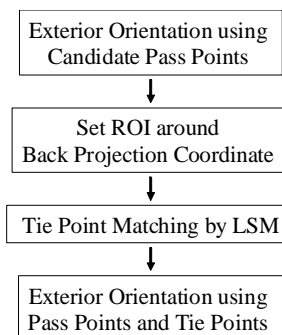 Exterior Orientation using
Candidate Pass Points
Set ROI around
Back Projection Coordinate
Tie Point Matching by LSM
Exterior Orientation using
Pass Points and Tie Points